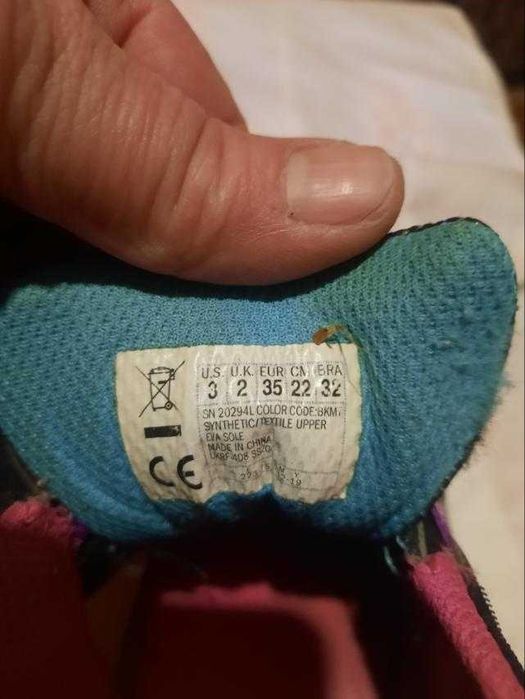 U.S. U.K. EUR CM BRA
3 2 35 22 32
SN 20294L COLOR CODE:BKM
SYNTHETIC/TEXTILE UPPER
EVA SOLE
MADE IN CHINA
CE